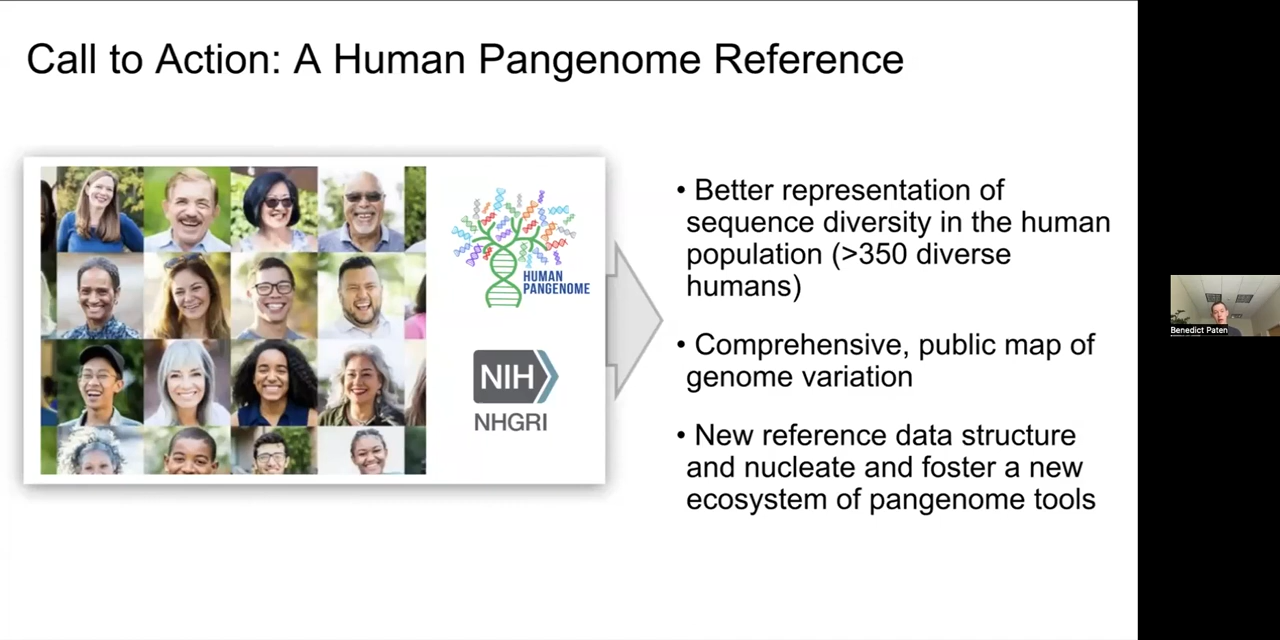 Call to Action: A Human Pangenome Reference
HUMAN
PANGENOME
NIH
NHGRI
• Better representation of
sequence diversity in the human
population (>350 diverse
humans)
• Comprehensive, public map of
genome variation
• New reference data structure
and nucleate and foster a new
ecosystem of pangenome tools
Benedict Paten